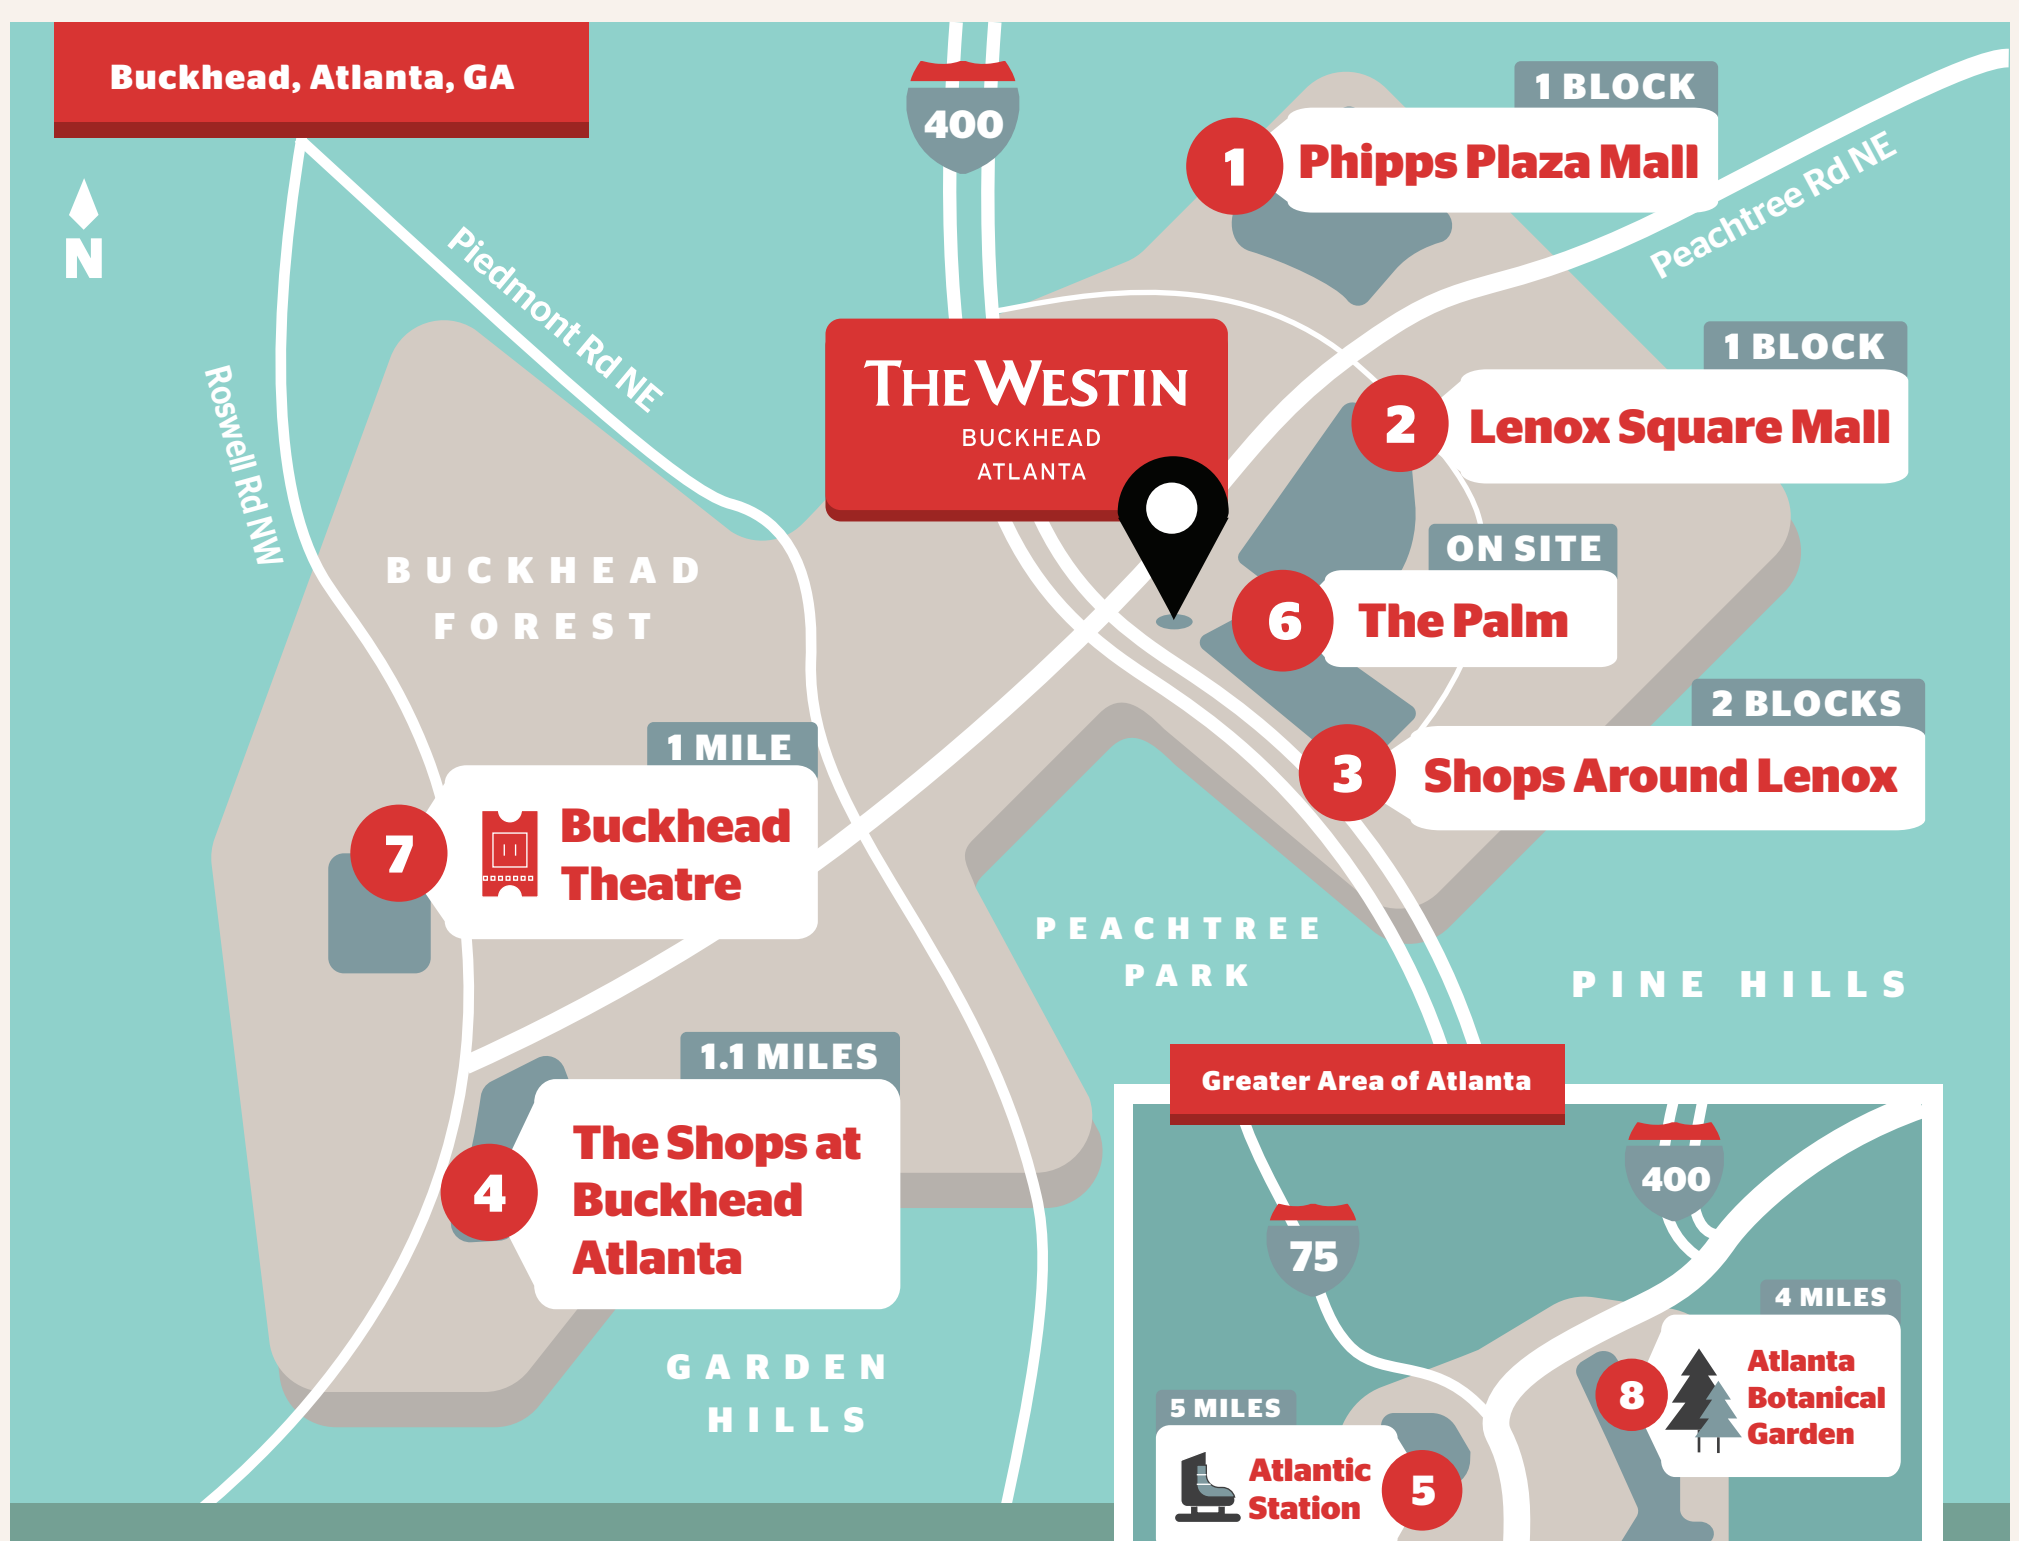 Buckhead, Atlanta, GA
N
400
Piedmont Rd NE
Roswell Rd NW
1 BLOCK
1
Phipps Plaza Mall
Peachtree Rd NE
THE WESTIN
BUCKHEAD
ATLANTA
1 BLOCK
2
Lenox Square Mall
ON SITE
6
The Palm
2 BLOCKS
3
Shops Around Lenox
BUCKHEAD
FOREST
1 MILE
7
Buckhead
Theatre
PEACHTREE
PARK
PINE HILLS
1.1 MILES
4
The Shops at
Buckhead
Atlanta
GARDEN
HILLS
Greater Area of Atlanta
400
75
4 MILES
8
Atlanta
Botanical
Garden
5 MILES
Atlantic
Station
5